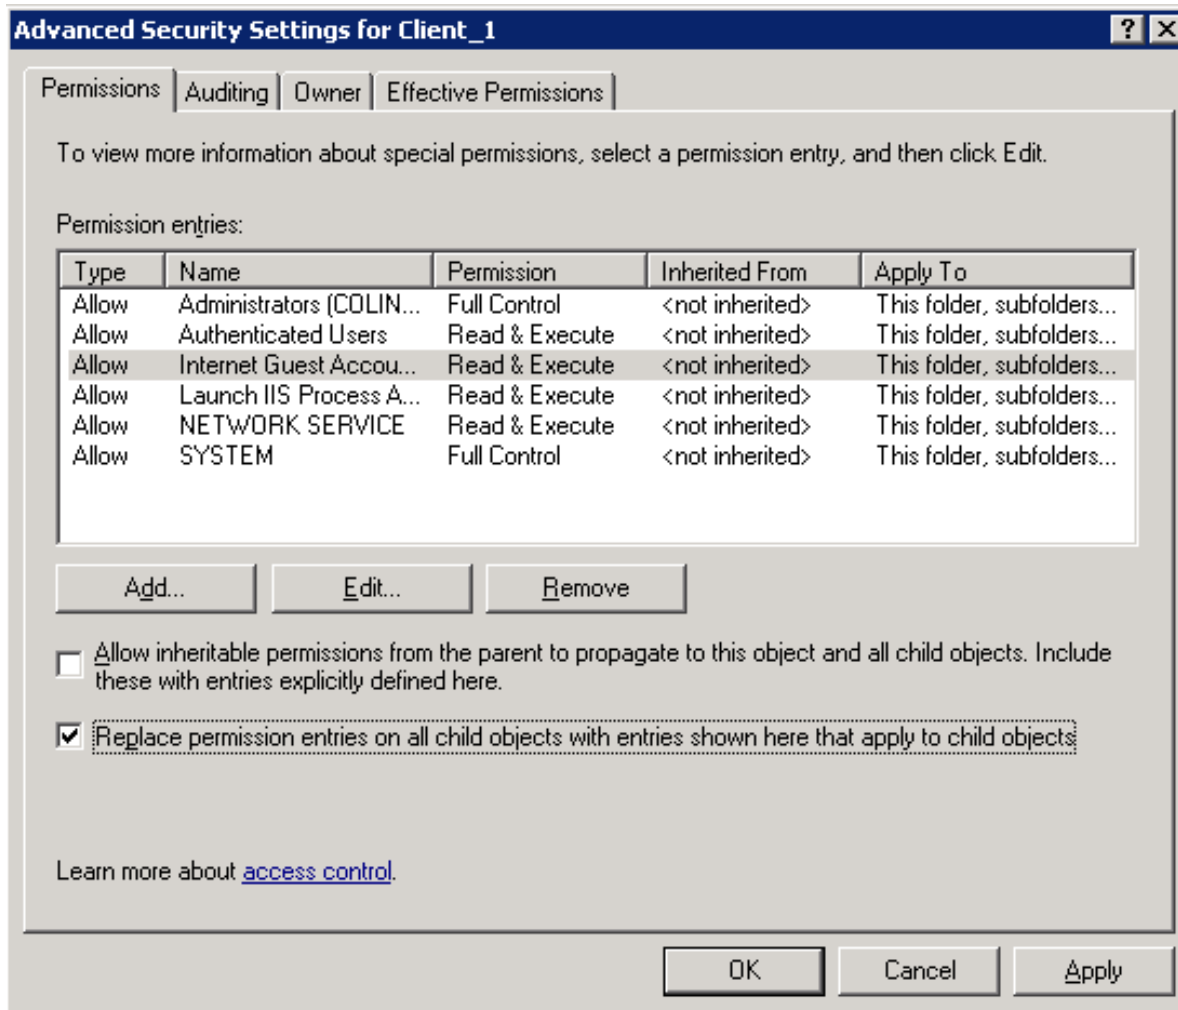 Advanced Security Settings for Client_1
Permissions Auditing Owner Effective Permissions
To view more information about special permissions, select a permission entry, and then click Edit.
Permission entries:
Type Name Permission Inherited From Apply To
Allow Administrators (COLIN... Full Control <not inherited> This folder, subfolders...
Allow Authenticated Users Read & Execute <not inherited> This folder, subfolders...
Allow Internet Guest Accou... Read & Execute <not inherited> This folder, subfolders...
Allow Launch IIS Process A... Read & Execute <not inherited> This folder, subfolders...
Allow NETWORK SERVICE Read & Execute <not inherited> This folder, subfolders...
Allow SYSTEM Full Control <not inherited> This folder, subfolders...
Add... Edit... Remove
Allow inheritable permissions from the parent to propagate to this object and all child objects. Include
these with entries explicitly defined here.
Replace permission entries on all child objects with entries shown here that apply to child objects
Learn more about access control.
OK Cancel Apply